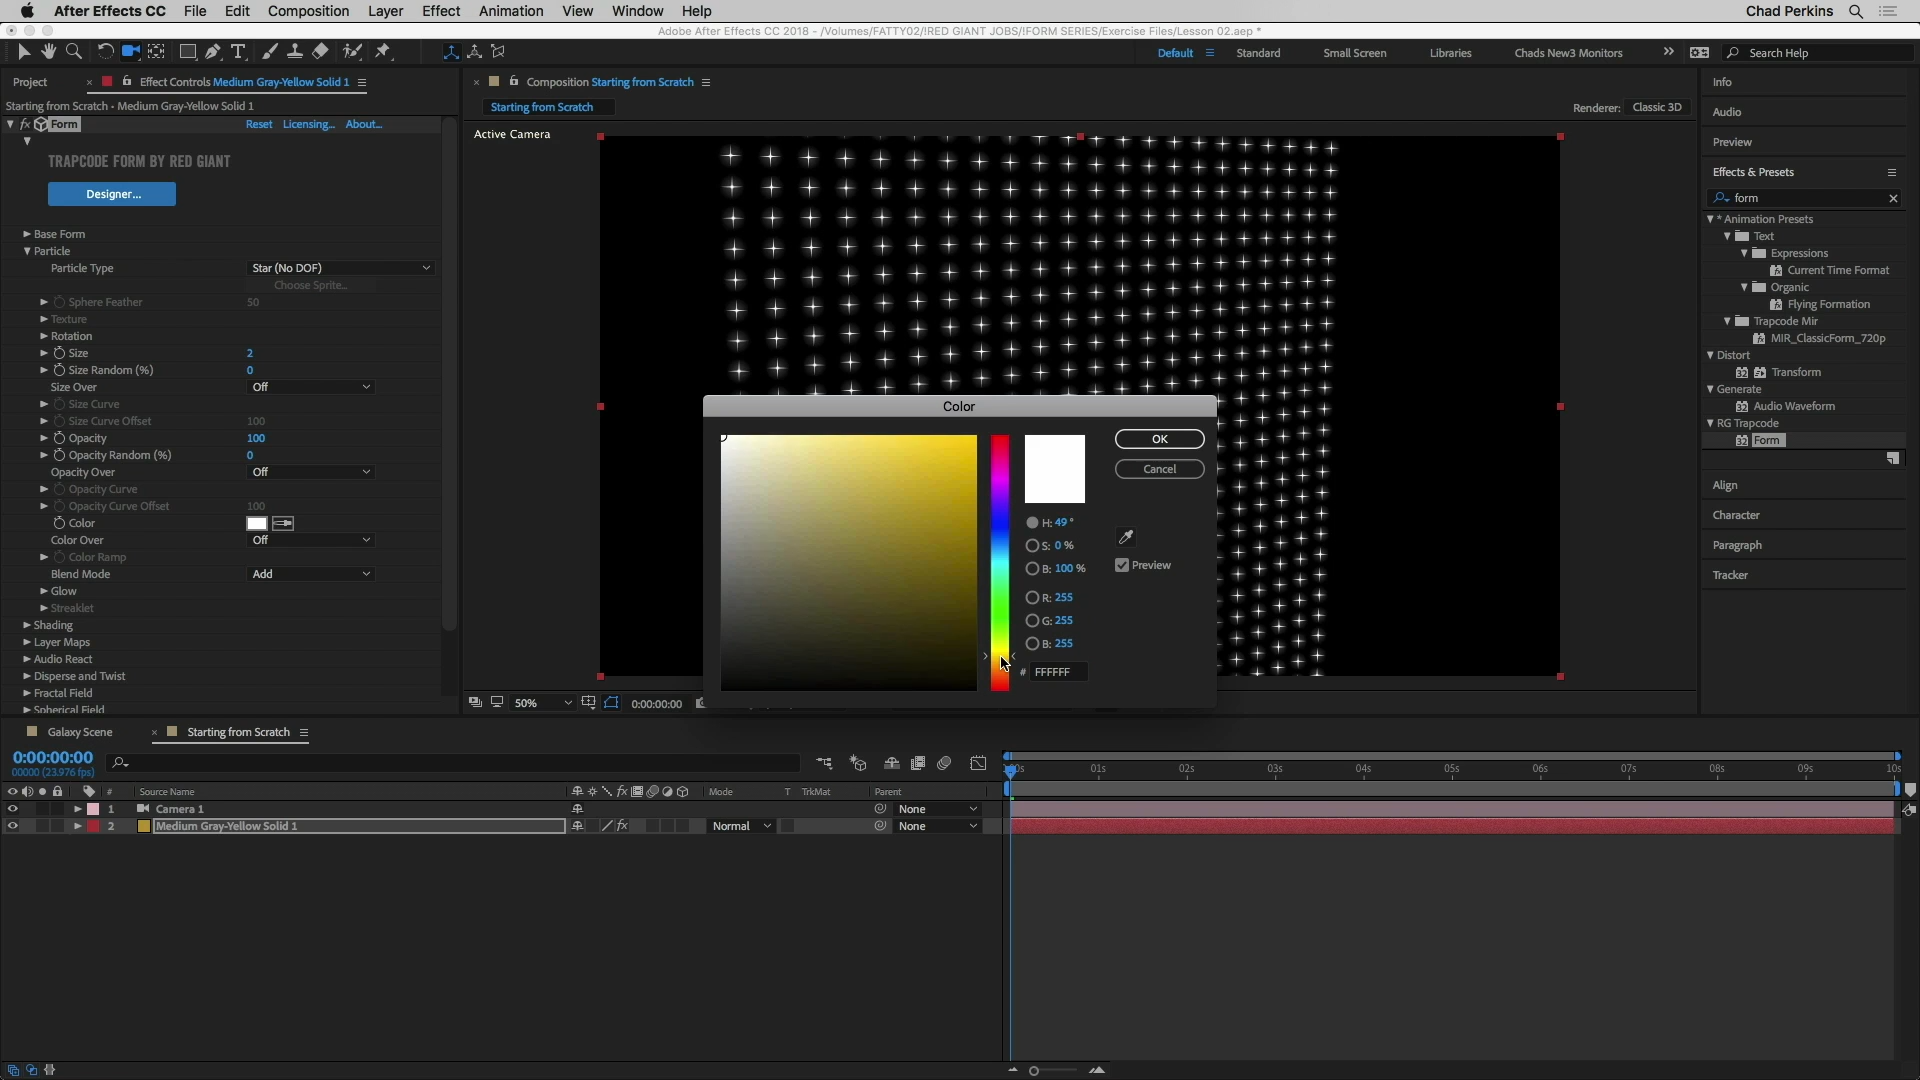 After Effects CC File Edit Composition Layer Effect Animation View Window Help Chad Perkins
Adobe After Effects CC 2018 - /Volumes/FATTY02/!RED GIANT JOBS/!FORM SERIES/Exercise Files/Lesson 02.aep *
Default Standard Small Screen Libraries Chads New3 Monitors Search Help
Project Effect Controls Medium Gray-Yellow Solid 1
Composition Starting from Scratch
Info
Starting from Scratch • Medium Gray-Yellow Solid 1
Starting from Scratch
Renderer: Classic 3D
Audio
fx Form Reset Licensing... About...
Active Camera
Preview
TRAPCODE FORM BY RED GIANT
Designer...
Effects & Presets
form
* Animation Presets
Text
Expressions
Current Time Format
Organic
Flying Formation
Trapcode Mir
MIR_ClassicForm_720p
Distort
Transform
Generate
Audio Waveform
RG Trapcode
Form
Align
Character
Paragraph
Tracker
Base Form
Particle
Particle Type Star (No DOF)
Choose Sprite...
Sphere Feather 50
Texture
Rotation
Size 2
Size Random (%) 0
Size Over Off
Size Curve
Size Curve Offset 100
Opacity 100
Opacity Random (%) 0
Opacity Over Off
Opacity Curve
Opacity Curve Offset 100
Color
Color Over Off
Color Ramp
Blend Mode Add
Glow
Streaklet
Shading
Layer Maps
Audio React
Disperse and Twist
Fractal Field
Spherical Field
Color
OK
Cancel
H: 49 °
S: 0 %
B: 100 %
Preview
R: 255
G: 255
B: 255
# FFFFFF
50% 0:00:00:00
Galaxy Scene Starting from Scratch
0:00:00:00
00000 (23.976 fps)
01s 02s 03s 04s 05s 06s 07s 08s 09s 10s
# Source Name fx Mode T TrkMat Parent
1 Camera 1 None
2 Medium Gray-Yellow Solid 1 fx Normal None